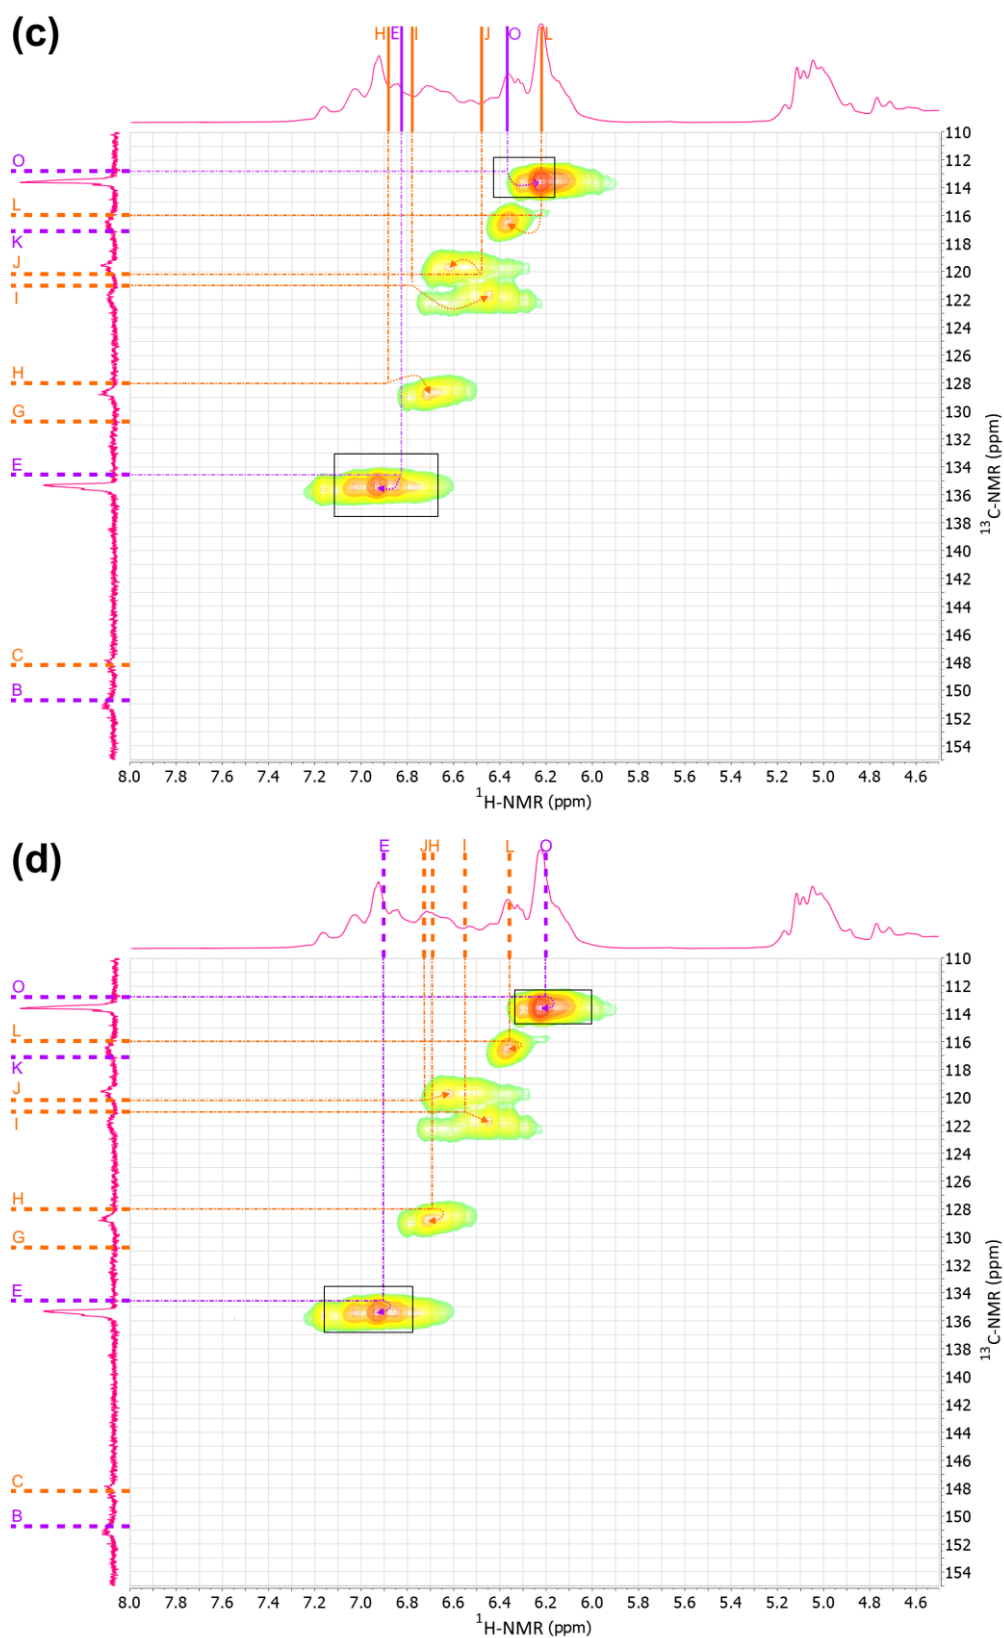 (c)
H E I J O L
O
L
K
J
I
H
G
E
C
B
110
112
114
116
118
120
122
124
126
128
130
132
134
136
138
140
142
144
146
148
150
152
154
13C-NMR (ppm)
8.0 7.8 7.6 7.4 7.2 7.0 6.8 6.6 6.4 6.2 6.0 5.8 5.6 5.4 5.2 5.0 4.8 4.6
1H-NMR (ppm)
(d)
E J H I L O
O
L
K
J
I
H
G
E
C
B
110
112
114
116
118
120
122
124
126
128
130
132
134
136
138
140
142
144
146
148
150
152
154
13C-NMR (ppm)
8.0 7.8 7.6 7.4 7.2 7.0 6.8 6.6 6.4 6.2 6.0 5.8 5.6 5.4 5.2 5.0 4.8 4.6
1H-NMR (ppm)